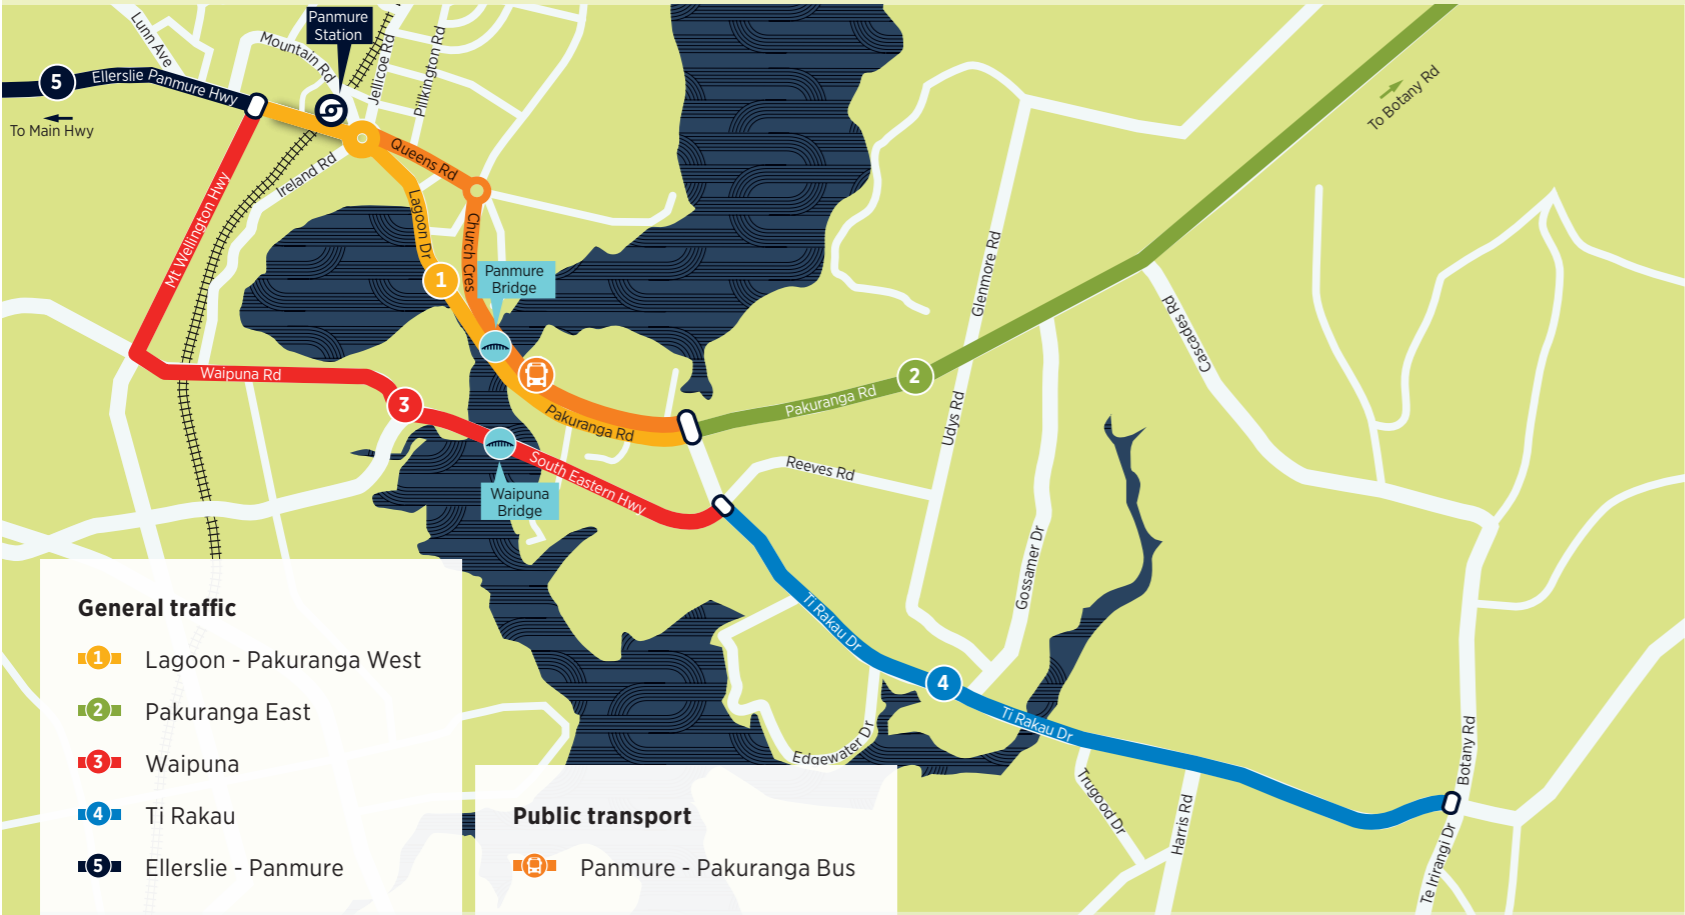 Panmure
Station
Lunn Ave
Mountain Rd
Jellicoe Rd
Pillkington Rd
5
Ellerslie Panmure Hwy
To Main Hwy
To Botany Rd
Queens Rd
Ireland Rd
Mt Wellington Hwy
Lagoon Dr
Church Cres
1
Panmure
Bridge
Glenmore Rd
Cascades Rd
Waipuna Rd
3
2
Pakuranga Rd
Pakuranga Rd
Udys Rd
South Eastern Hwy
Reeves Rd
Waipuna
Bridge
Gossamer Dr
Ti Rakau Dr
4
Ti Rakau Dr
Edgewater Dr
Trugood Dr
Harris Rd
Botany Rd
Te Irirangi Dr
General traffic
1 Lagoon - Pakuranga West
2 Pakuranga East
3 Waipuna
4 Ti Rakau
5 Ellerslie - Panmure
Public transport
Panmure - Pakuranga Bus